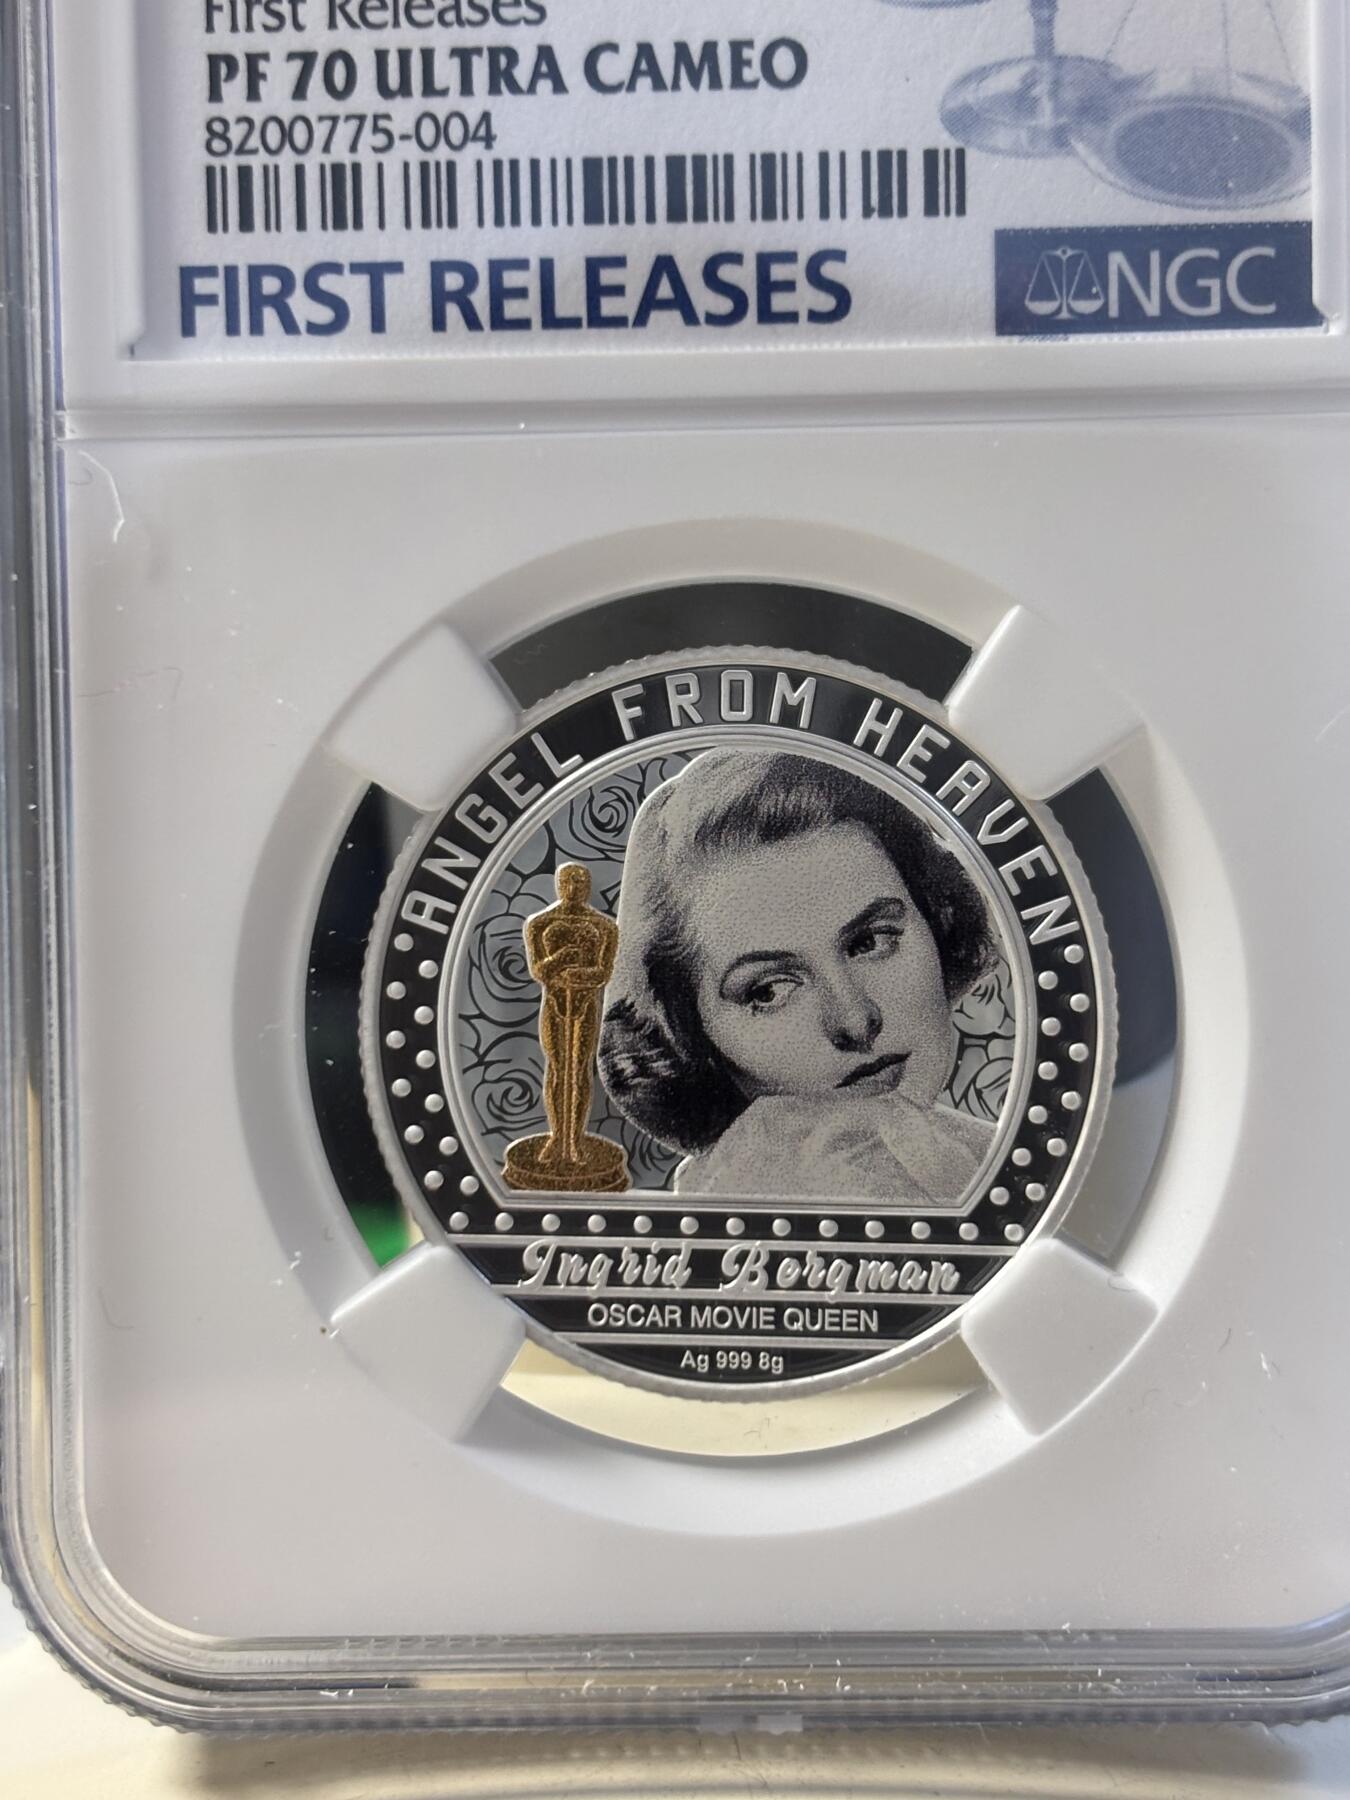 First Releases
PF 70 ULTRA CAMEO
8200775-004
FIRST RELEASES
NGC
ANGEL FROM HEAVEN
Ingrid Bergman
OSCAR MOVIE QUEEN
Ag 999 8g